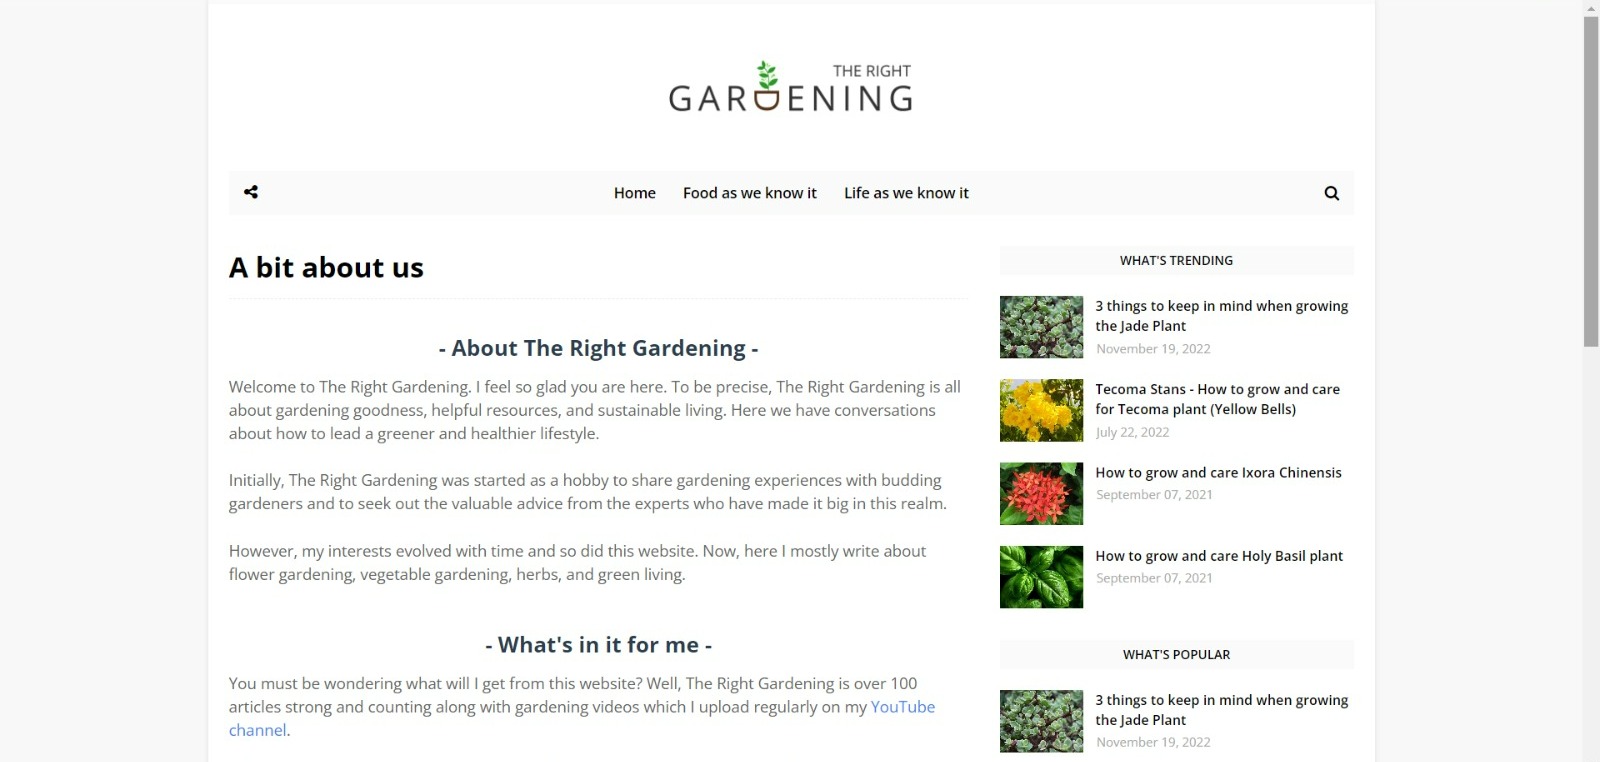 THE RIGHT
GARDENING
Home Food as we know it Life as we know it
A bit about us
- About The Right Gardening -
Welcome to The Right Gardening. I feel so glad you are here. To be precise, The Right Gardening is all
about gardening goodness, helpful resources, and sustainable living. Here we have conversations
about how to lead a greener and healthier lifestyle.
Initially, The Right Gardening was started as a hobby to share gardening experiences with budding
gardeners and to seek out the valuable advice from the experts who have made it big in this realm.
However, my interests evolved with time and so did this website. Now, here I mostly write about
flower gardening, vegetable gardening, herbs, and green living.
- What's in it for me -
You must be wondering what will I get from this website? Well, The Right Gardening is over 100
articles strong and counting along with gardening videos which I upload regularly on my YouTube
channel.
WHAT'S TRENDING
3 things to keep in mind when growing
the Jade Plant
November 19, 2022
Tecoma Stans - How to grow and care
for Tecoma plant (Yellow Bells)
July 22, 2022
How to grow and care Ixora Chinensis
September 07, 2021
How to grow and care Holy Basil plant
September 07, 2021
WHAT'S POPULAR
3 things to keep in mind when growing
the Jade Plant
November 19, 2022